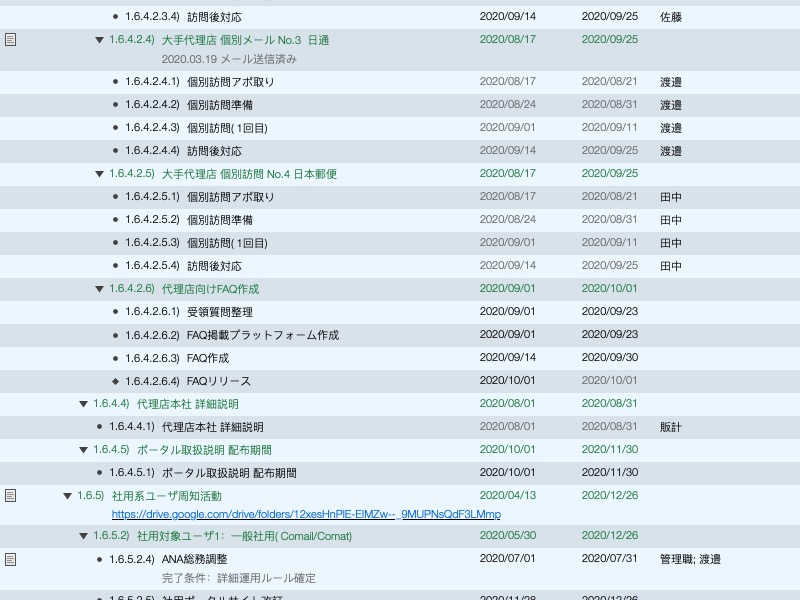 1.6.4.2.3.4) 訪問後対応 2020/09/14 2020/09/25 佐藤
1.6.4.2.4) 大手代理店 個別メール No.3 日通 2020/08/17 2020/09/25
2020.03.19 メール送信済み
1.6.4.2.4.1) 個別訪問アポ取り 2020/08/17 2020/08/21 渡邉
1.6.4.2.4.2) 個別訪問準備 2020/08/24 2020/08/31 渡邉
1.6.4.2.4.3) 個別訪問( 1回目) 2020/09/01 2020/09/11 渡邉
1.6.4.2.4.4) 訪問後対応 2020/09/14 2020/09/25 渡邉
1.6.4.2.5) 大手代理店 個別訪問 No.4 日本郵便 2020/08/17 2020/09/25
1.6.4.2.5.1) 個別訪問アポ取り 2020/08/17 2020/08/21 田中
1.6.4.2.5.2) 個別訪問準備 2020/08/24 2020/08/31 田中
1.6.4.2.5.3) 個別訪問( 1回目) 2020/09/01 2020/09/11 田中
1.6.4.2.5.4) 訪問後対応 2020/09/14 2020/09/25 田中
1.6.4.2.6) 代理店向けFAQ作成 2020/09/01 2020/10/01
1.6.4.2.6.1) 受領質問整理 2020/09/01 2020/09/23
1.6.4.2.6.2) FAQ掲載プラットフォーム作成 2020/09/01 2020/09/23
1.6.4.2.6.3) FAQ作成 2020/09/14 2020/09/30
1.6.4.2.6.4) FAQリリース 2020/10/01 2020/10/01
1.6.4.4) 代理店本社 詳細説明 2020/08/01 2020/08/31
1.6.4.4.1) 代理店本社 詳細説明 2020/08/01 2020/08/31 販計
1.6.4.5) ポータル取扱説明 配布期間 2020/10/01 2020/11/30
1.6.4.5.1) ポータル取扱説明 配布期間 2020/10/01 2020/11/30
1.6.5) 社用系ユーザ周知活動 2020/04/13 2020/12/26
https://drive.google.com/drive/folders/12xesHnPlE-ElMZw--_9MUPNsQdF3LMmp
1.6.5.2) 社用対象ユーザ1: 一般社用( Comail/Comat) 2020/05/30 2020/12/26
1.6.5.2.4) ANA総務調整 2020/07/01 2020/07/31 管理職; 渡邉
完了条件: 詳細運用ルール確定